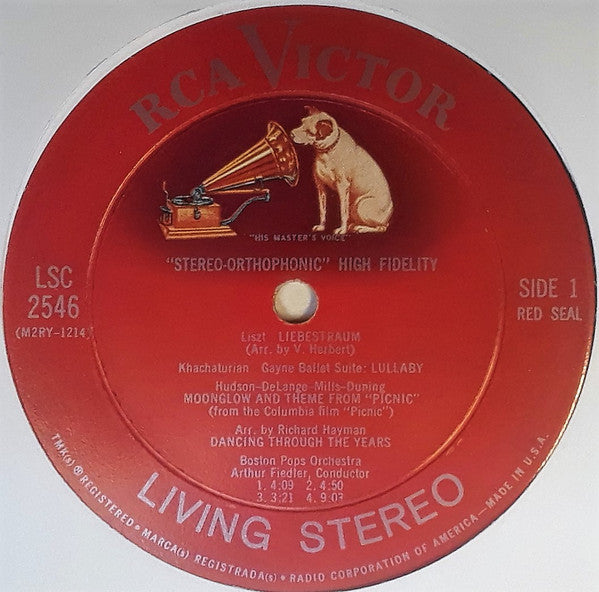 RCA VICTOR
"HIS MASTER'S VOICE"
"STEREO-ORTHOPHONIC" HIGH FIDELITY
LSC
2546
(M2RY-1214)
SIDE 1
RED SEAL
Liszt LIEBESTRAUM
(Arr. by V. Herbert)
Khachaturian Gayne Ballet Suite: LULLABY
Hudson-DeLange-Mills-Duning
MOONGLOW AND THEME FROM "PICNIC"
(from the Columbia film "Picnic")
Arr. by Richard Hayman
DANCING THROUGH THE YEARS
Boston Pops Orchestra
Arthur Fiedler, Conductor
1. 4:09 2. 4:50
3. 3:21 4. 9:03
LIVING STEREO
TMK(s) ® REGISTERED • MARCA(s) REGISTRADA(s) • RADIO CORPORATION OF AMERICA—MADE IN U.S.A.